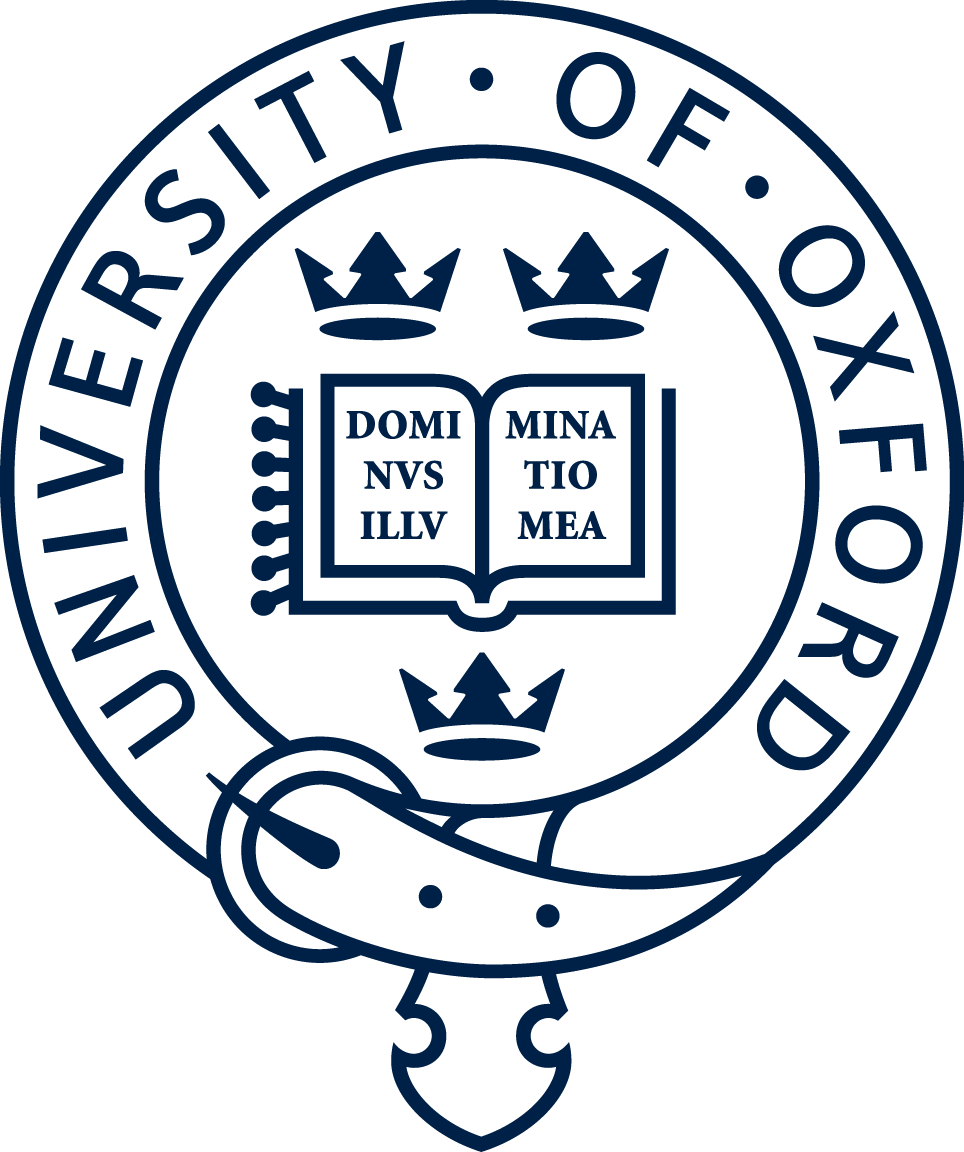 UNIVERSITY · OF · OXFORD
DOMI
NVS
ILLV
MINA
TIO
MEA